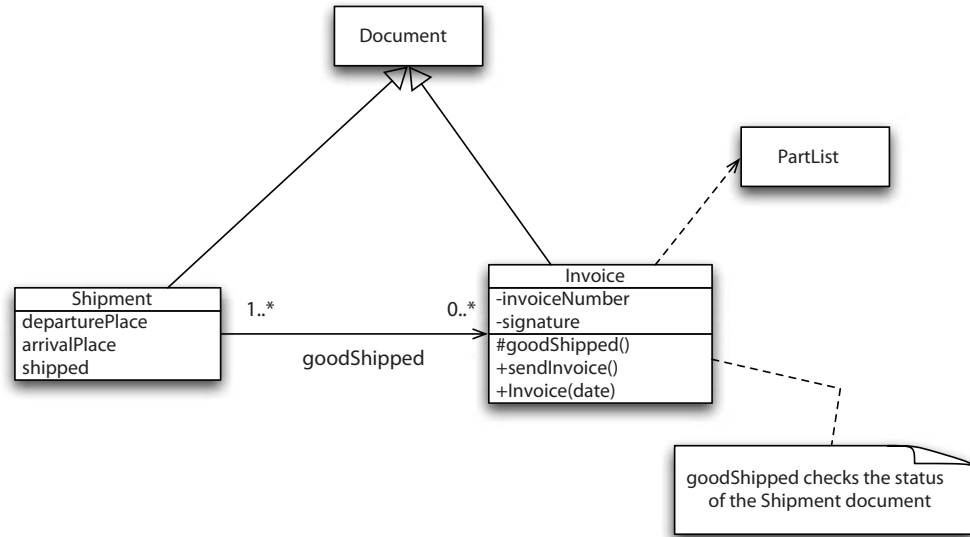 Document
PartList
Shipment
departurePlace
arrivalPlace
shipped
1..*
0..*
goodShipped
Invoice
-invoiceNumber
-signature
#goodShipped()
+sendInvoice()
+Invoice(date)
goodShipped checks the status
of the Shipment document